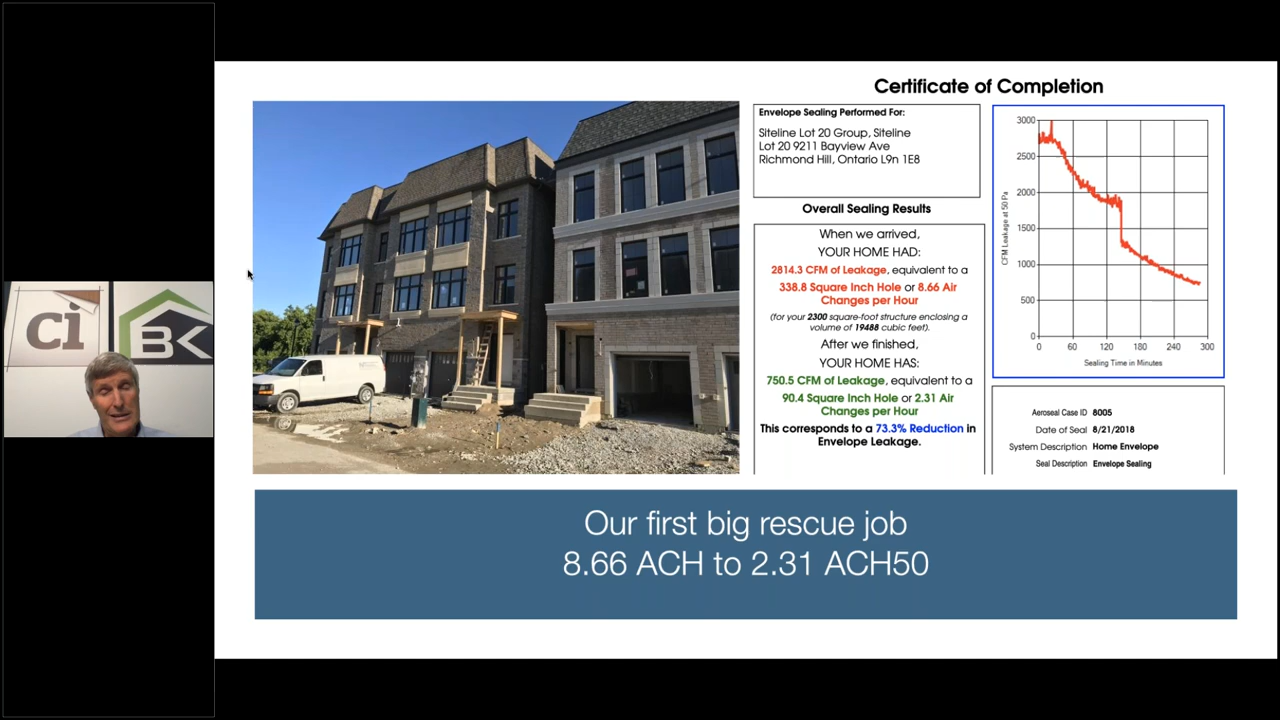 ci
BK
Certificate of Completion
Envelope Sealing Performed For:
Siteline Lot 20 Group, Siteline
Lot 20 9211 Bayview Ave
Richmond Hill, Ontario L9n 1E8
Overall Sealing Results
When we arrived,
YOUR HOME HAD:
2814.3 CFM of Leakage, equivalent to a
338.8 Square Inch Hole or 8.66 Air
Changes per Hour
(for your 2300 square-foot structure enclosing a
volume of 19488 cubic feet).
After we finished,
YOUR HOME HAS:
750.5 CFM of Leakage, equivalent to a
90.4 Square Inch Hole or 2.31 Air
Changes per Hour
This corresponds to a 73.3% Reduction in
Envelope Leakage.
CFM Leakage at 50 Pa
3000
2500
2000
1500
1000
500
0
0 60 120 180 240 300
Sealing Time in Minutes
Aeroseal Case ID 8005
Date of Seal 8/21/2018
System Description Home Envelope
Seal Description Envelope Sealing
Our first big rescue job
8.66 ACH to 2.31 ACH50